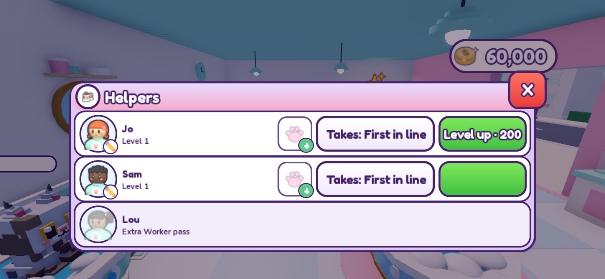 60,000
Helpers
X
Jo
Level 1
Takes: First in line
Level up · 200
Sam
Level 1
Takes: First in line
Lou
Extra Worker pass